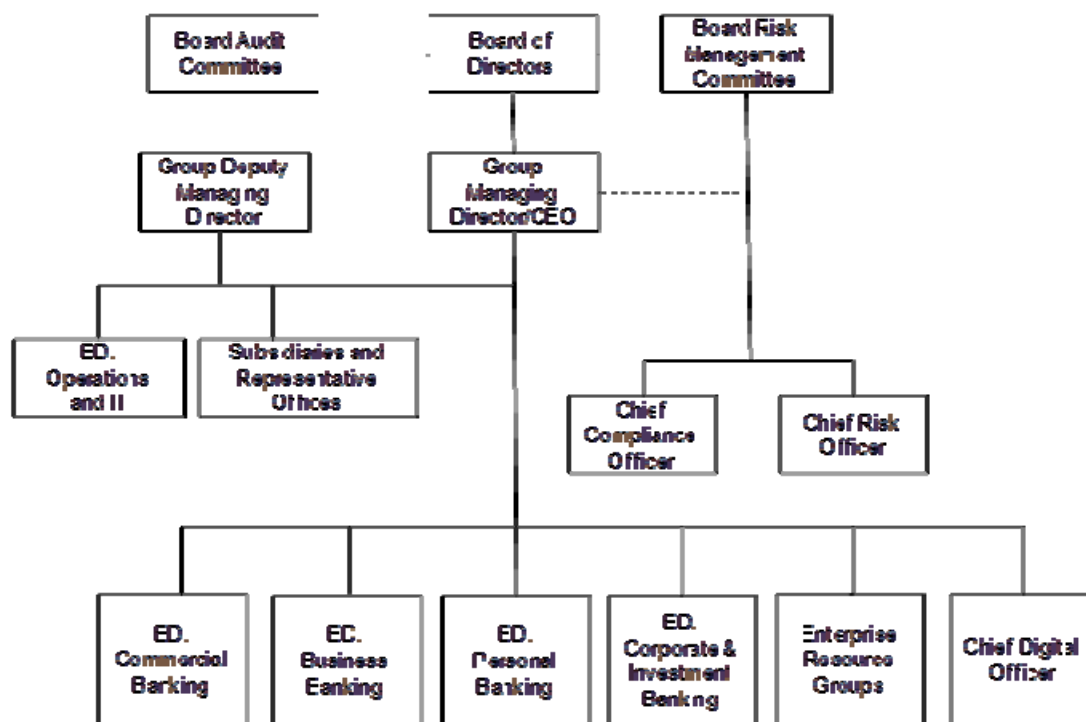 Board Audit
Committee
Board of
Directors
Board Risk
Management
Committee
Group Deputy
Managing
Director
Group
Managing
Director/CEO
ED.
Operations
and IT
Subsidiaries and
Representative
Offices
Chief
Compliance
Officer
Chief Risk
Officer
ED.
Commercial
Banking
ED.
Business
Banking
ED.
Personal
Banking
ED.
Corporate &
Investment
Banking
Enterprise
Resource
Groups
Chief Digital
Officer